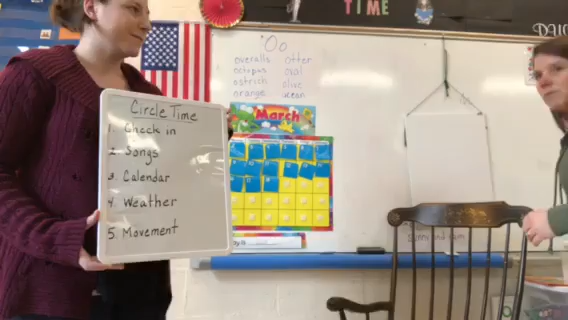 TIME
Oo
overalls otter
octopus oval
ostrich olive
orange ocean
March
Circle Time
1. Check in
2. Songs
3. Calendar
4. Weather
5. Movement